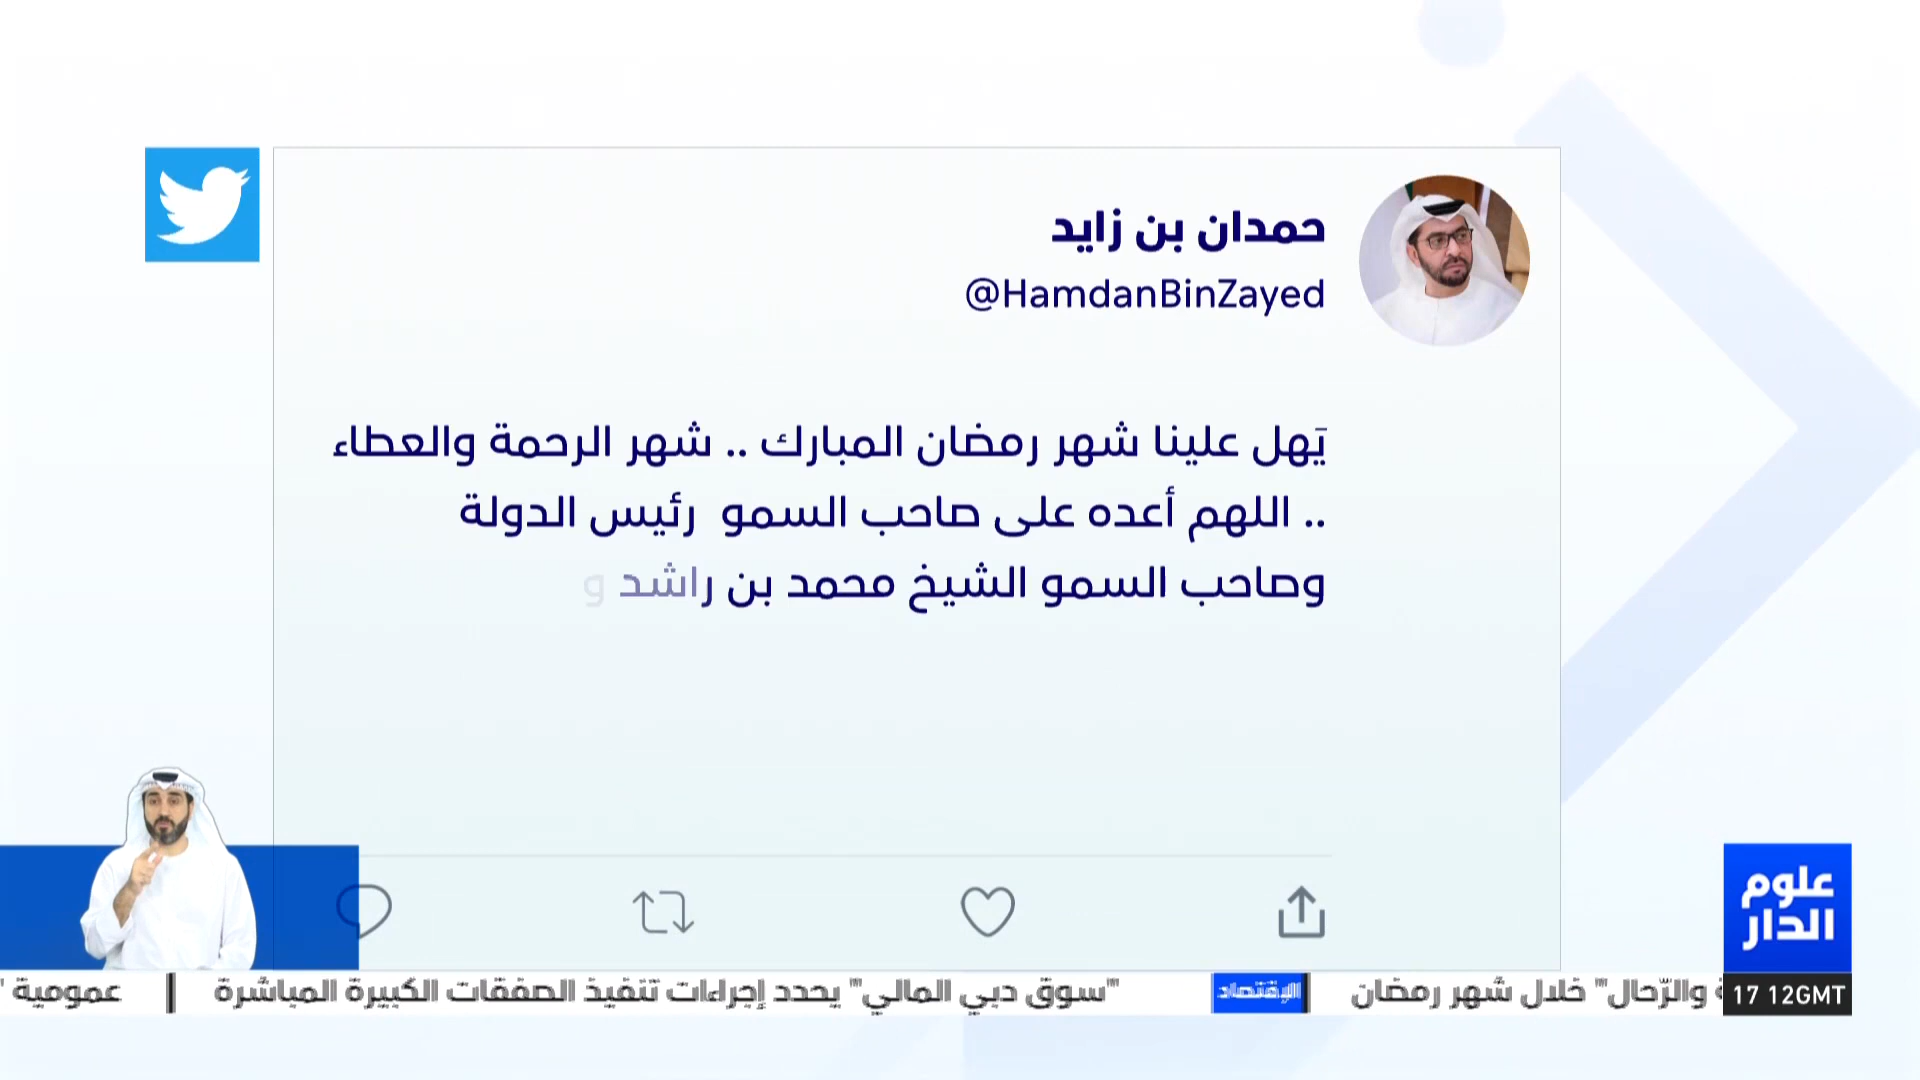 حمدان بن زايد
@HamdanBinZayed
يَهل علينا شهر رمضان المبارك .. شهر الرحمة والعطاء
.. اللهم أعده على صاحب السمو رئيس الدولة
وصاحب السمو الشيخ محمد بن راشد و
علوم
الدار
والرّحال" خلال شهر رمضان
الإقتصاد
"سوق دبي المالي" يحدد إجراءات تنفيذ الصفقات الكبيرة المباشرة
عمومية "
17 12GMT